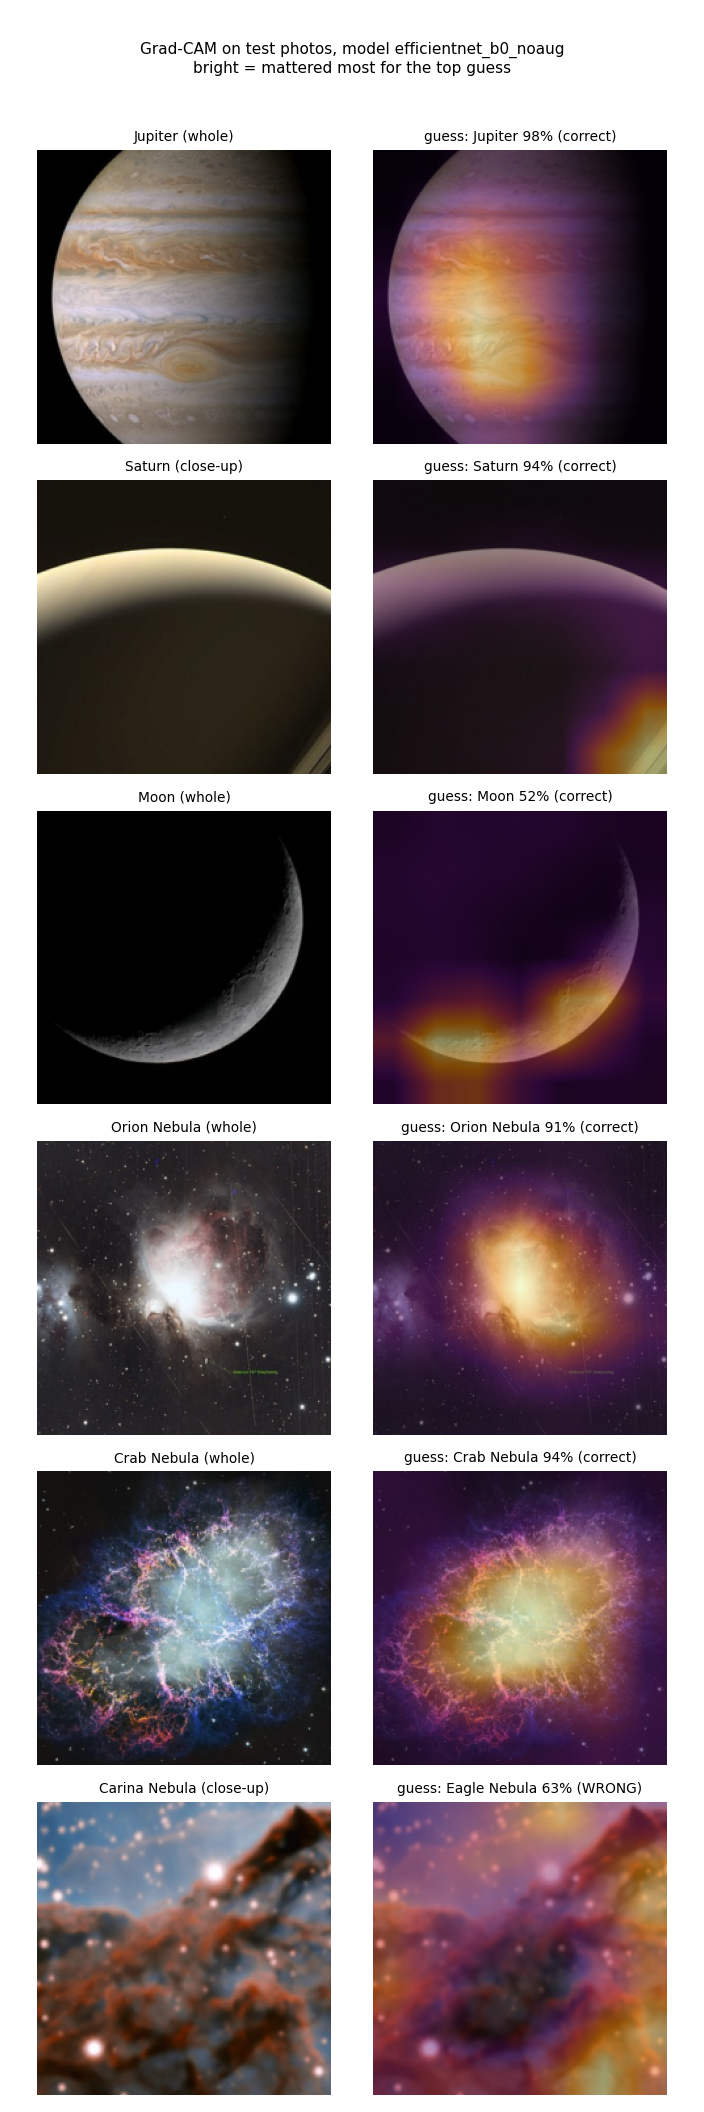 Grad-CAM on test photos, model efficientnet_b0_noaug
bright = mattered most for the top guess
Jupiter (whole)
guess: Jupiter 98% (correct)
Saturn (close-up)
guess: Saturn 94% (correct)
Moon (whole)
guess: Moon 52% (correct)
Orion Nebula (whole)
guess: Orion Nebula 91% (correct)
Crab Nebula (whole)
guess: Crab Nebula 94% (correct)
Carina Nebula (close-up)
guess: Eagle Nebula 63% (WRONG)